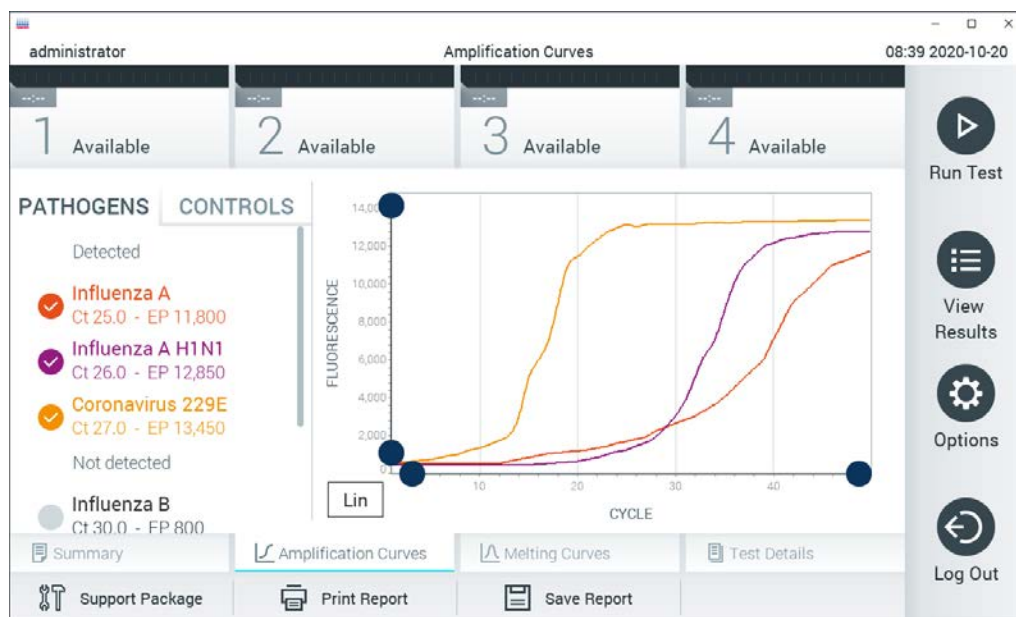 administrator
Amplification Curves
08:39 2020-10-20
--:--
1 Available
--:--
2 Available
--:--
3 Available
--:--
4 Available
Run Test
View
Results
Options
Log Out
PATHOGENS
CONTROLS
Detected
Influenza A
Ct 25.0 - EP 11,800
Influenza A H1N1
Ct 26.0 - EP 12,850
Coronavirus 229E
Ct 27.0 - EP 13,450
Not detected
Influenza B
Ct 30.0 - EP 800
FLUORESCENCE
12,000
10,000
8,000
6,000
4,000
2,000
0
10
20
30
40
CYCLE
Lin
Summary
Amplification Curves
Melting Curves
Test Details
Support Package
Print Report
Save Report